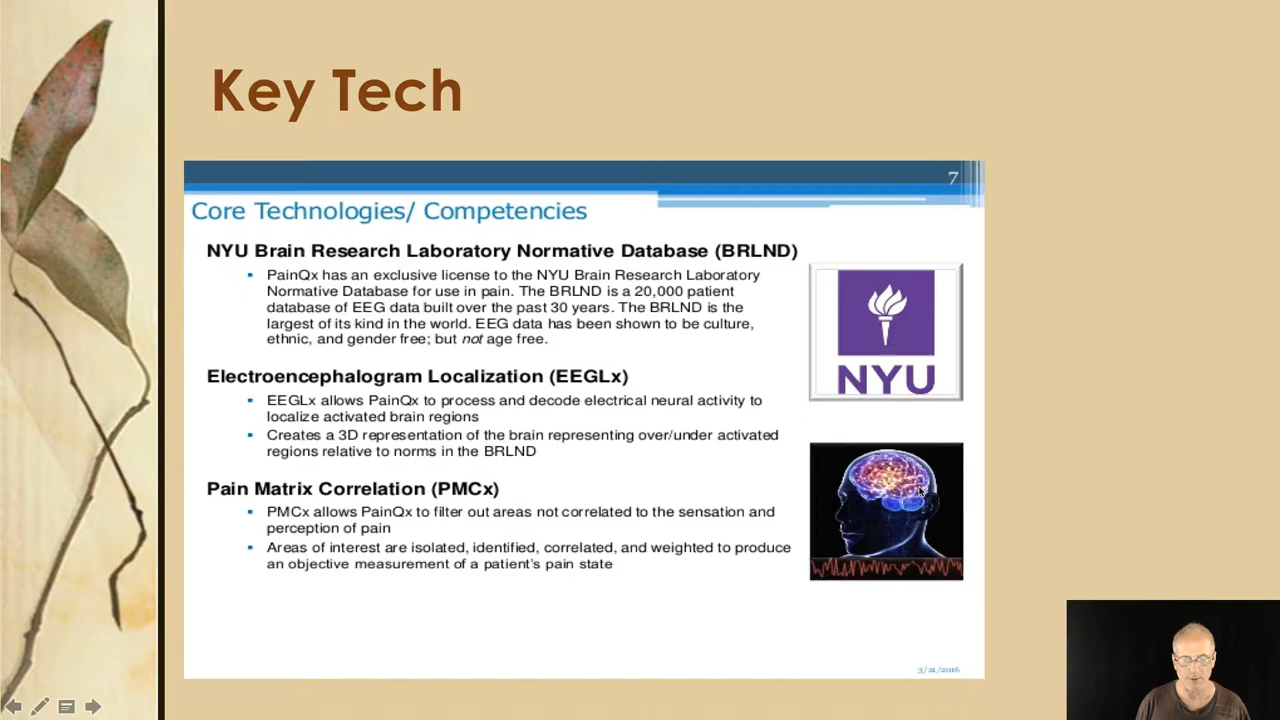 Key Tech
7
Core Technologies/ Competencies
NYU Brain Research Laboratory Normative Database (BRLND)
PainQx has an exclusive license to the NYU Brain Research Laboratory
Normative Database for use in pain. The BRLND is a 20,000 patient
database of EEG data built over the past 30 years. The BRLND is the
largest of its kind in the world. EEG data has been shown to be culture,
ethnic, and gender free; but not age free.
NYU
Electroencephalogram Localization (EEGLx)
EEGLx allows PainQx to process and decode electrical neural activity to
localize activated brain regions
Creates a 3D representation of the brain representing over/under activated
regions relative to norms in the BRLND
Pain Matrix Correlation (PMCx)
PMCx allows PainQx to filter out areas not correlated to the sensation and
perception of pain
Areas of interest are isolated, identified, correlated, and weighted to produce
an objective measurement of a patient's pain state
3/21/2016